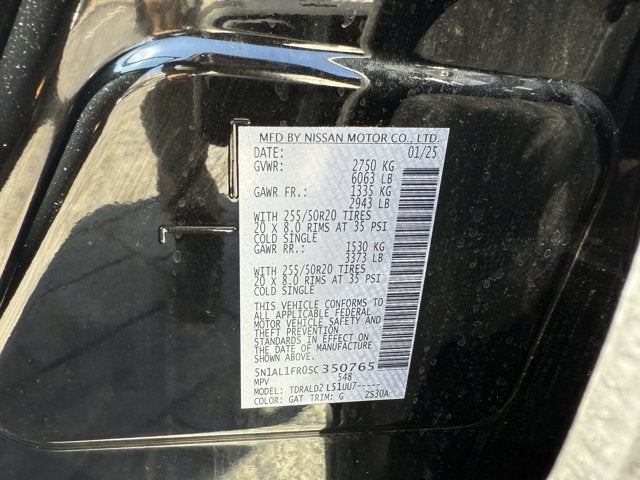 MFD BY NISSAN MOTOR CO., LTD.
DATE: 01/25
GVWR: 2750 KG
6063 LB
GAWR FR.: 1335 KG
2943 LB
WITH 255/50R20 TIRES
20 X 8.0 RIMS AT 35 PSI
COLD SINGLE
GAWR RR.: 1530 KG
3373 LB
WITH 255/50R20 TIRES
20 X 8.0 RIMS AT 35 PSI
COLD SINGLE
THIS VEHICLE CONFORMS TO
ALL APPLICABLE FEDERAL
MOTOR VEHICLE SAFETY AND
THEFT PREVENTION
STANDARDS IN EFFECT ON
THE DATE OF MANUFACTURE
SHOWN ABOVE.
5N1AL1FR0SC350765
MPV 548
MODEL: TDRALD2 L51UU7-----
COLOR: GAT TRIM: G ZS30A